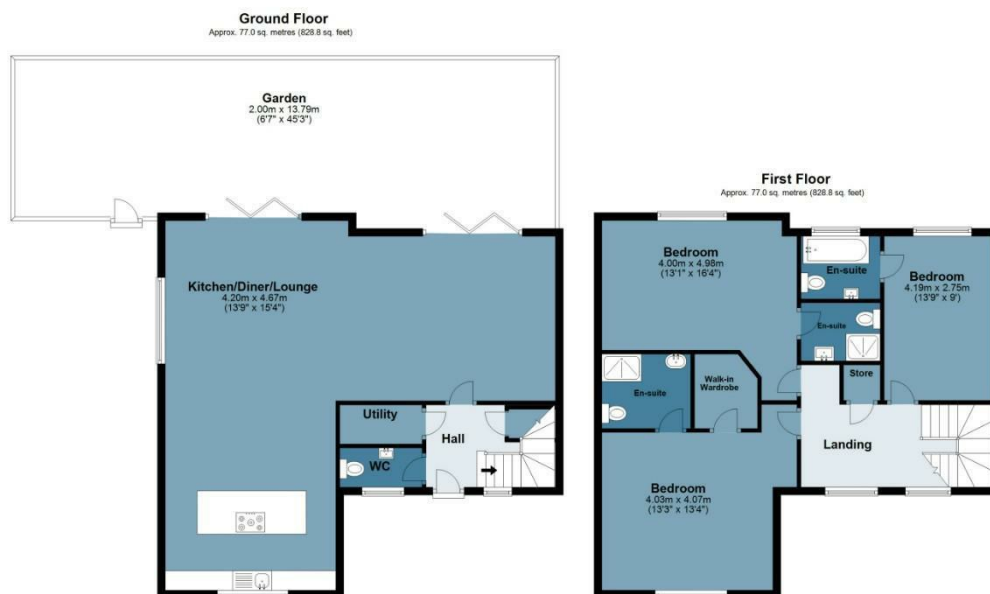 Ground Floor
Approx. 77.0 sq. metres (828.8 sq. feet)
Garden
2.00m x 13.79m
(6'7" x 45'3")
Kitchen/Diner/Lounge
4.20m x 4.67m
(13'9" x 15'4")
Utility
WC
Hall
First Floor
Approx. 77.0 sq. metres (828.8 sq. feet)
Bedroom
4.00m x 4.98m
(13'1" x 16'4")
En-suite
Bedroom
4.19m x 2.75m
(13'9" x 9')
En-suite
Store
En-suite
Walk-in
Wardrobe
Landing
Bedroom
4.03m x 4.07m
(13'3" x 13'4")